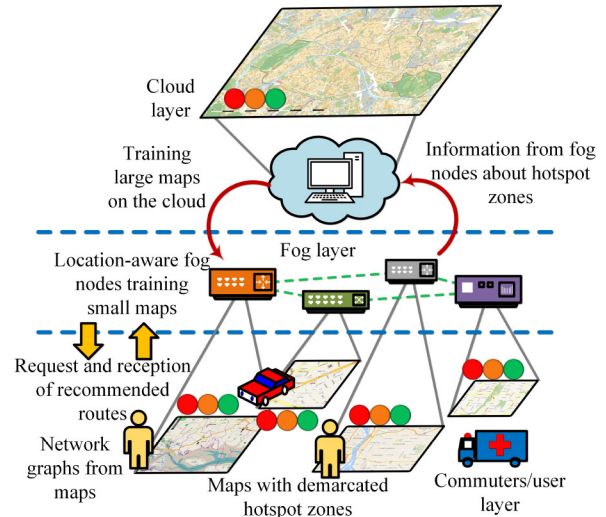 Cloud
layer
Training
large maps
on the cloud
Information from fog
nodes about hotspot
zones
Fog layer
Location-aware fog
nodes training
small maps
Request and reception
of recommended
routes
Network
graphs from
maps
Maps with demarcated
hotspot zones
Commuters/user
layer